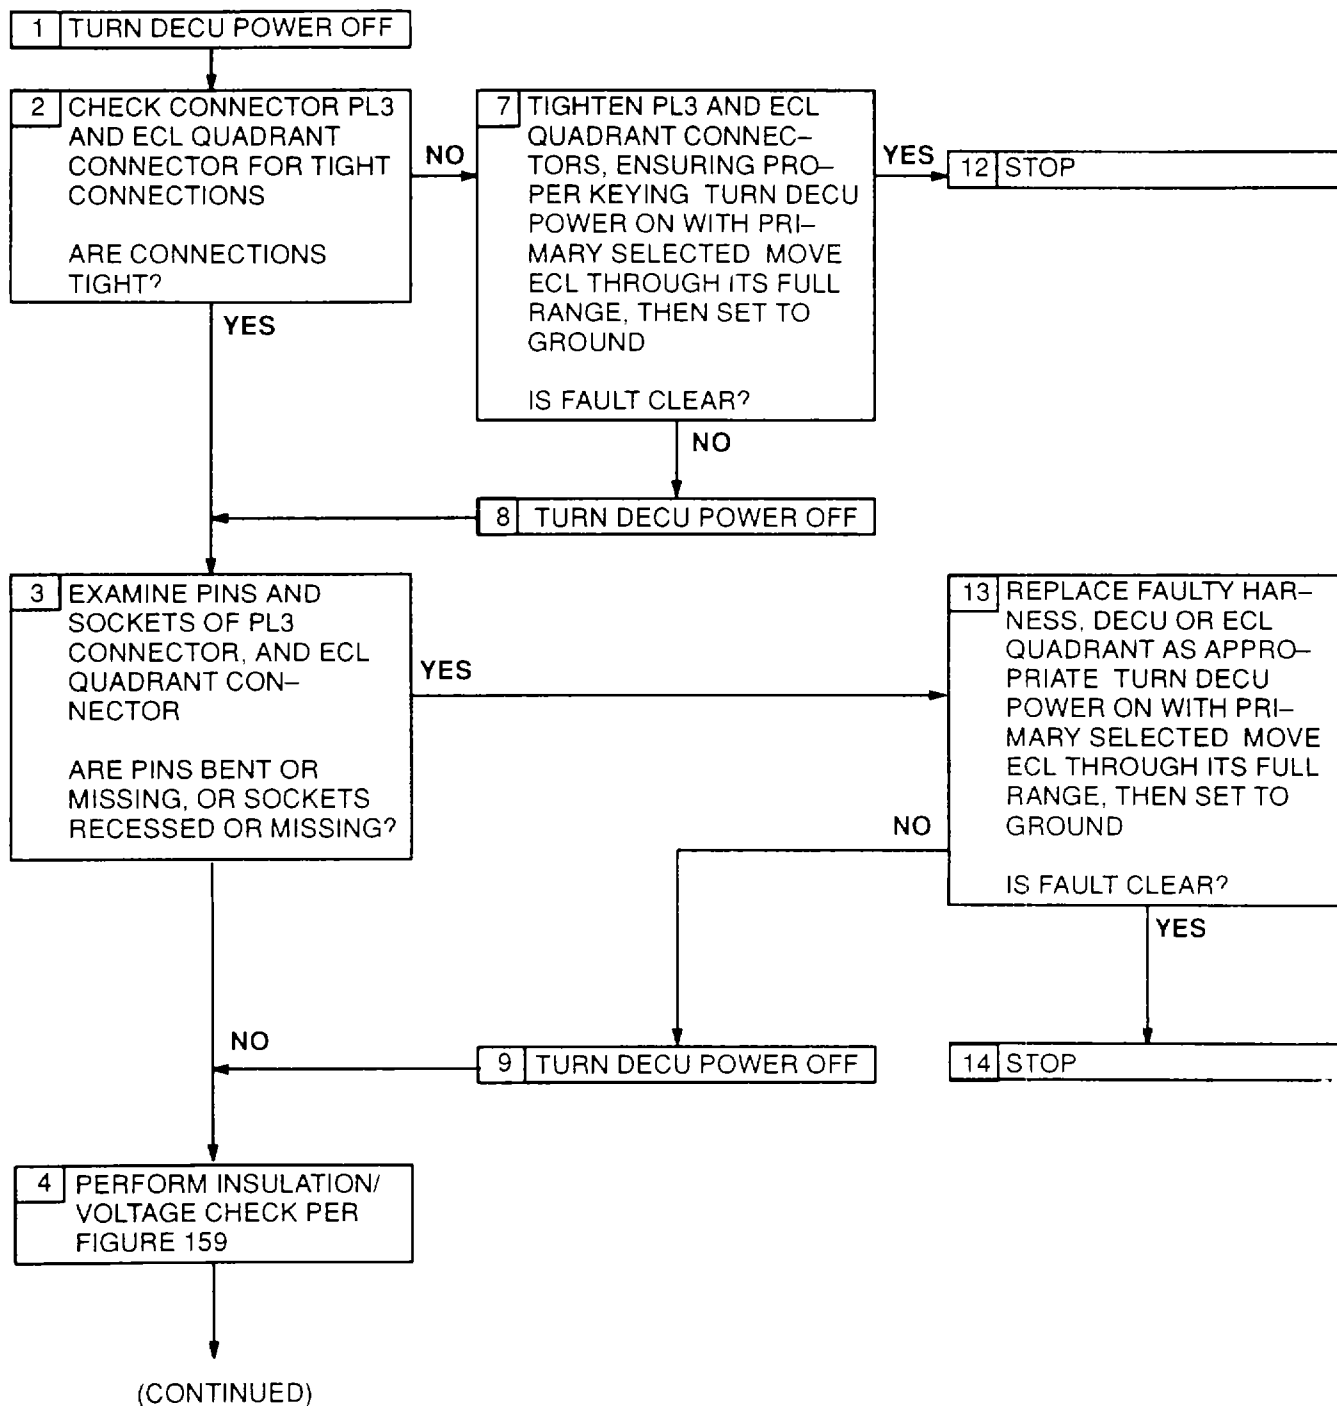 1 TURN DECU POWER OFF
2 CHECK CONNECTOR PL3
AND ECL QUADRANT
CONNECTOR FOR TIGHT
CONNECTIONS
ARE CONNECTIONS
TIGHT?
NO
YES
7 TIGHTEN PL3 AND ECL
QUADRANT CONNEC-
TORS, ENSURING PRO-
PER KEYING TURN DECU
POWER ON WITH PRI-
MARY SELECTED MOVE
ECL THROUGH ITS FULL
RANGE, THEN SET TO
GROUND
IS FAULT CLEAR?
YES
NO
12 STOP
8 TURN DECU POWER OFF
3 EXAMINE PINS AND
SOCKETS OF PL3
CONNECTOR, AND ECL
QUADRANT CON-
NECTOR
ARE PINS BENT OR
MISSING, OR SOCKETS
RECESSED OR MISSING?
YES
NO
13 REPLACE FAULTY HAR-
NESS, DECU OR ECL
QUADRANT AS APPRO-
PRIATE TURN DECU
POWER ON WITH PRI-
MARY SELECTED MOVE
ECL THROUGH ITS FULL
RANGE, THEN SET TO
GROUND
IS FAULT CLEAR?
NO
YES
9 TURN DECU POWER OFF
14 STOP
4 PERFORM INSULATION/
VOLTAGE CHECK PER
FIGURE 159
(CONTINUED)